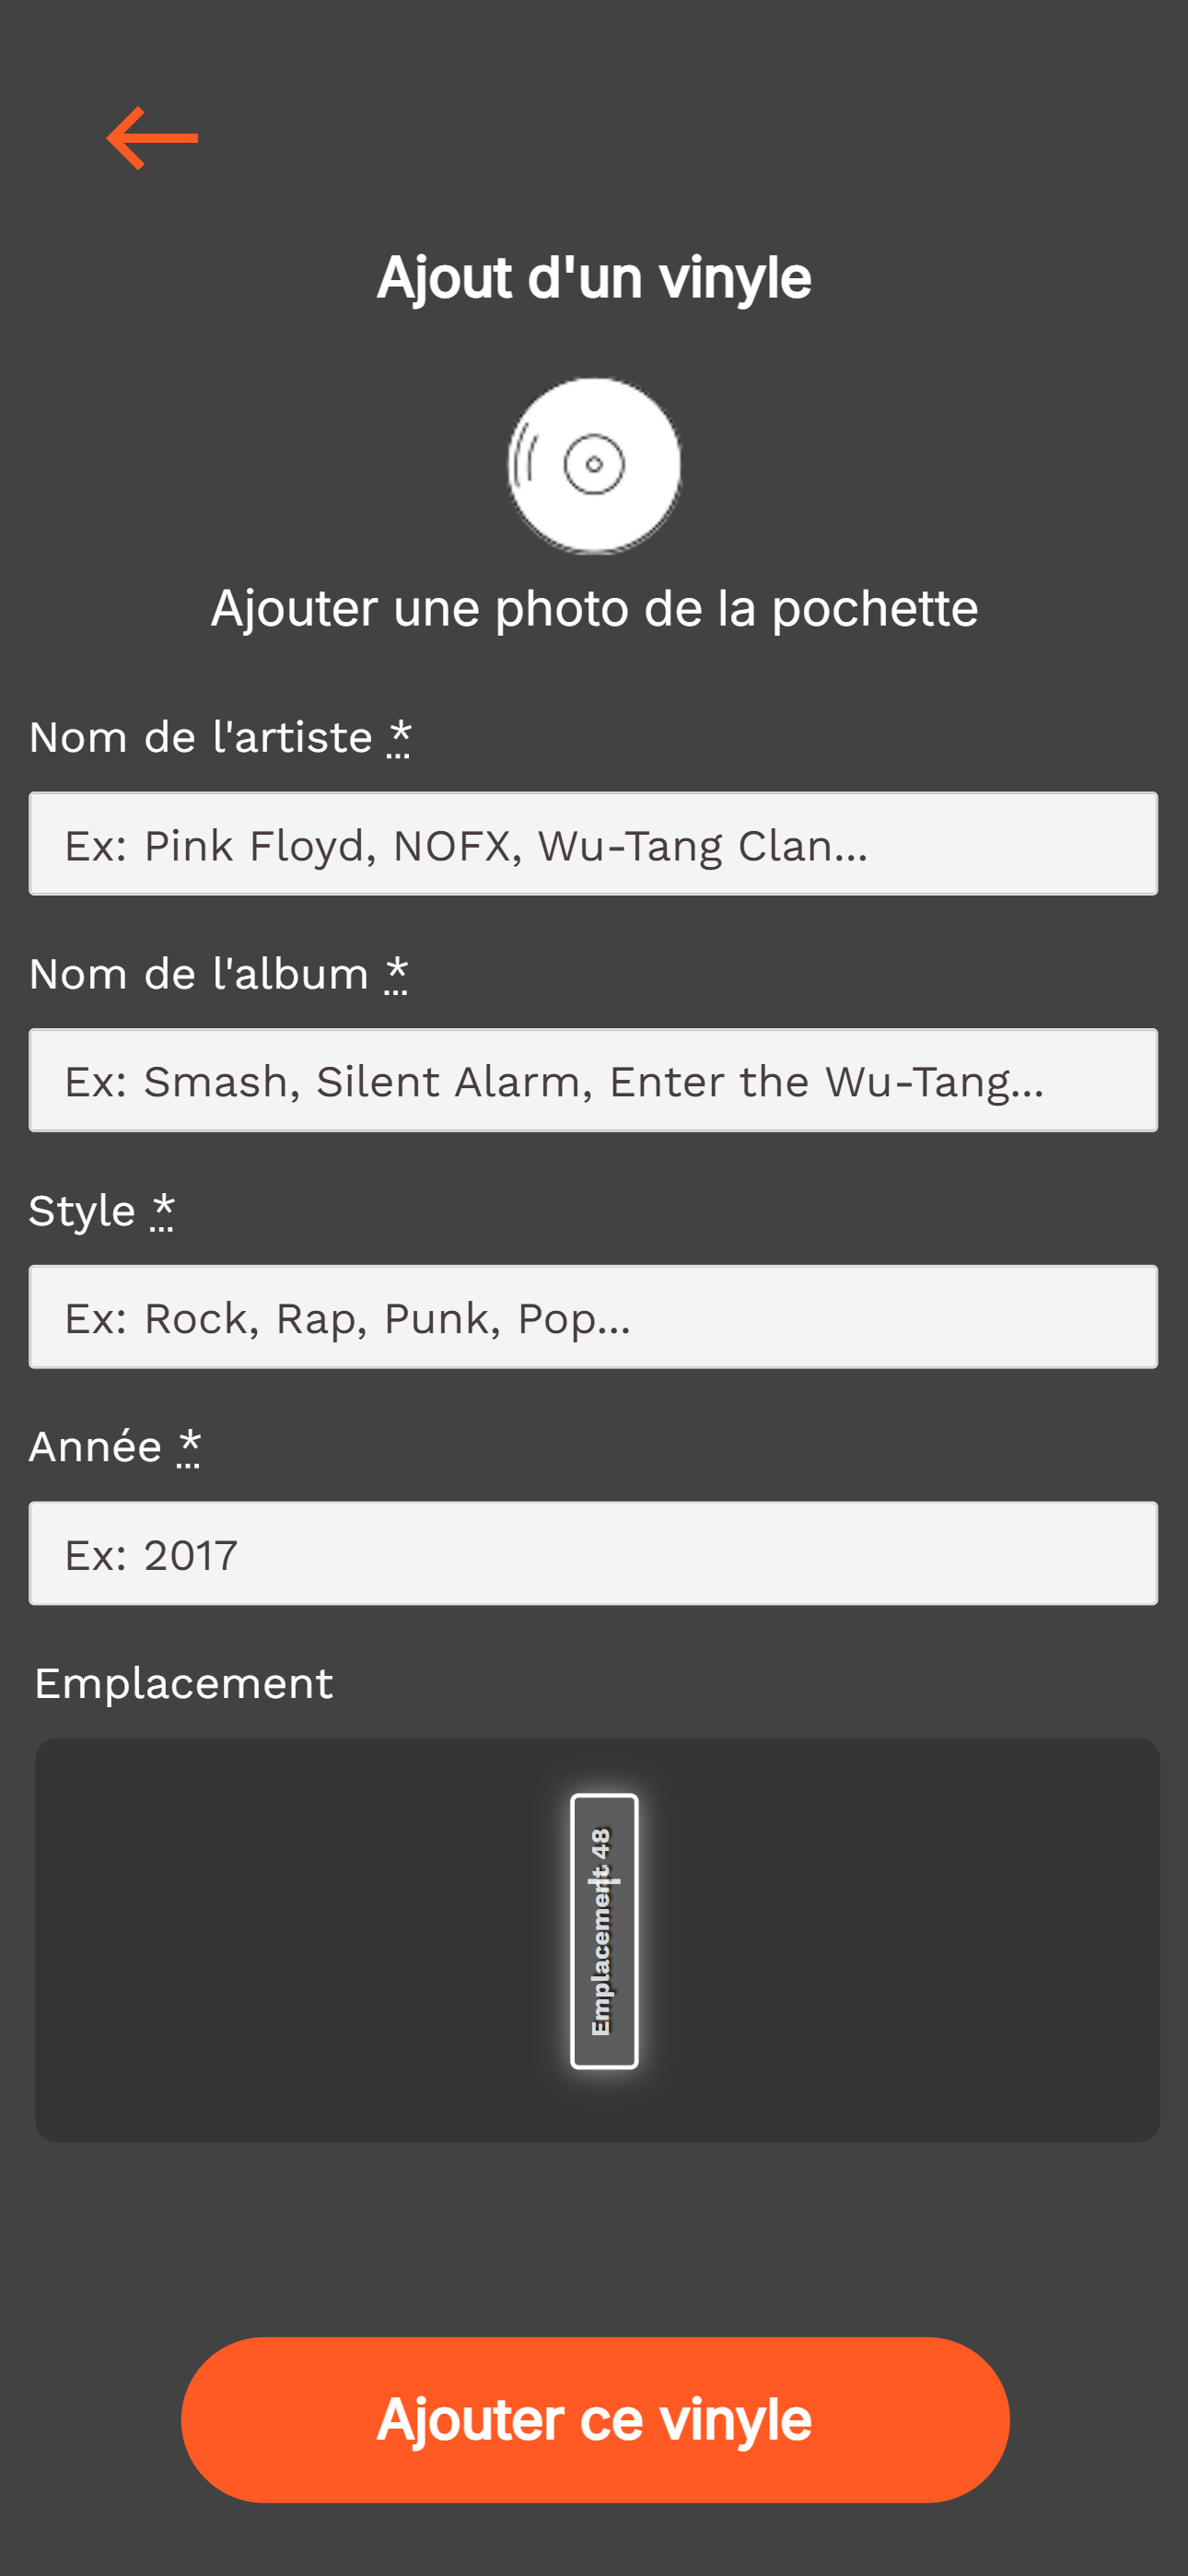 Ajout d'un vinyle
Ajouter une photo de la pochette
Nom de l'artiste *
Ex: Pink Floyd, NOFX, Wu-Tang Clan...
Nom de l'album *
Ex: Smash, Silent Alarm, Enter the Wu-Tang...
Style *
Ex: Rock, Rap, Punk, Pop...
Année *
Ex: 2017
Emplacement
Emplacement 48
Ajouter ce vinyle